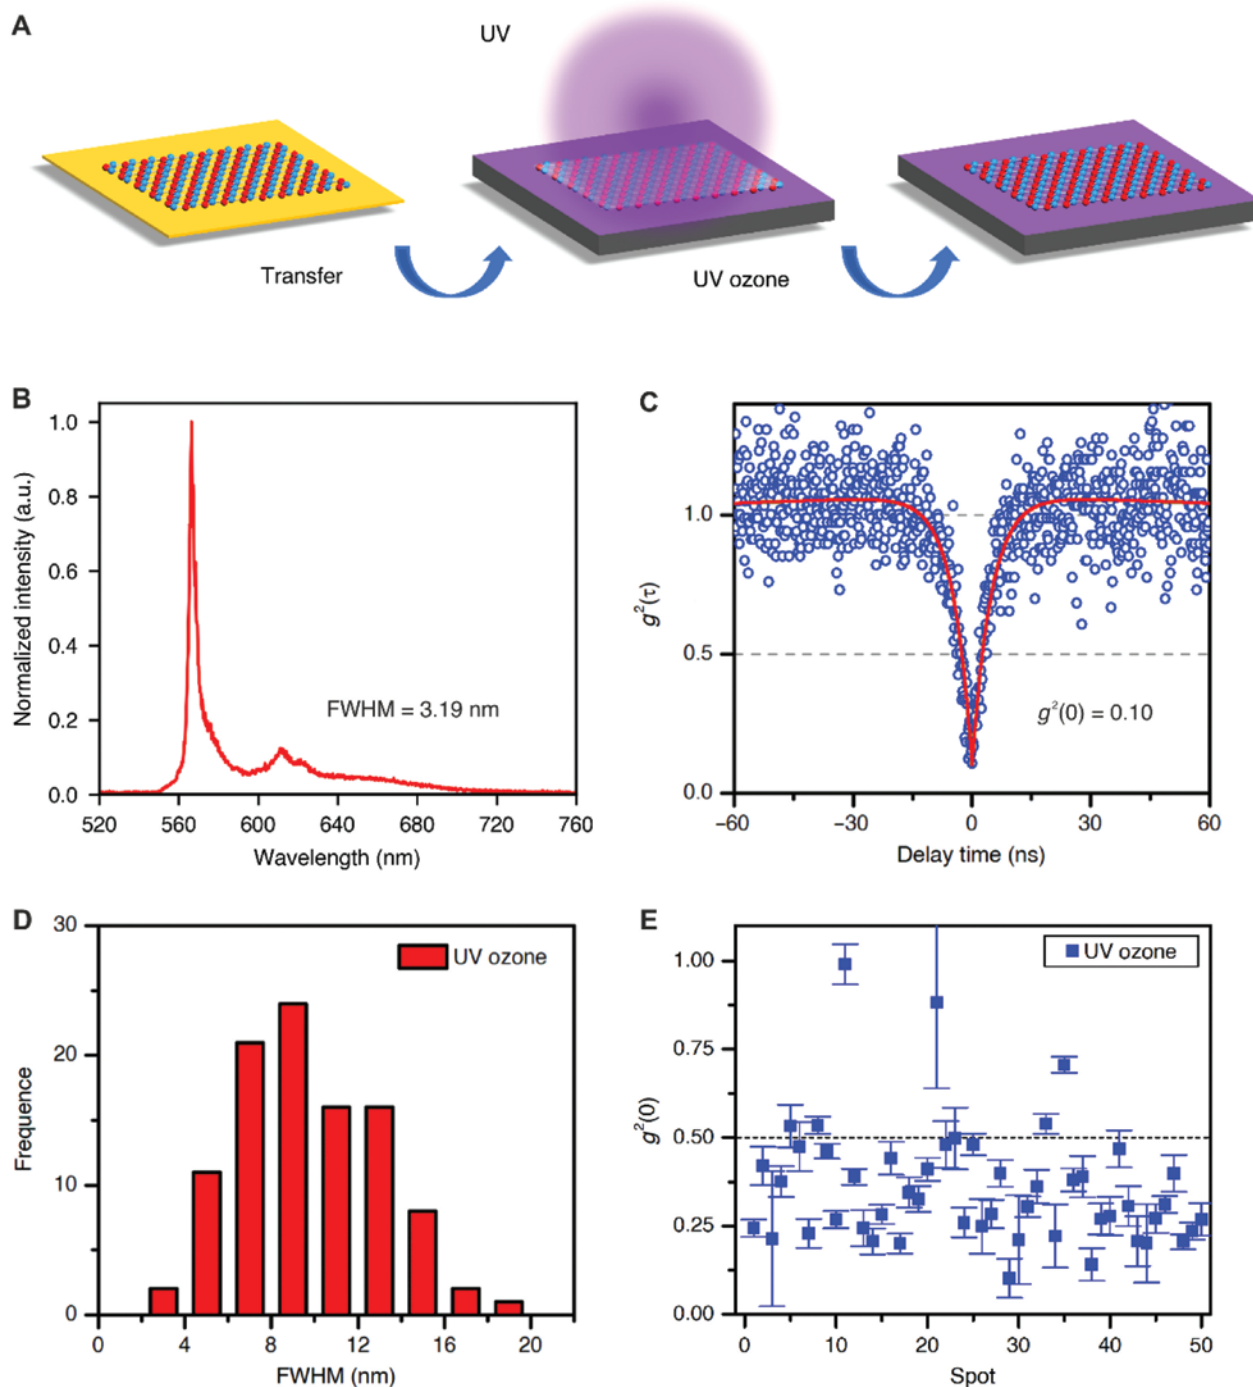 A
UV
Transfer
UV ozone
B
Normalized intensity (a.u.)
1.0
0.8
0.6
0.4
0.2
0.0
FWHM = 3.19 nm
520 560 600 640 680 720 760
Wavelength (nm)
C
g²(τ)
1.0
0.5
0.0
g²(0) = 0.10
−60 −30 0 30 60
Delay time (ns)
D
Frequence
30
20
10
0
UV ozone
0 4 8 12 16 20
FWHM (nm)
E
g²(0)
1.00
0.75
0.50
0.25
0.00
UV ozone
0 10 20 30 40 50
Spot